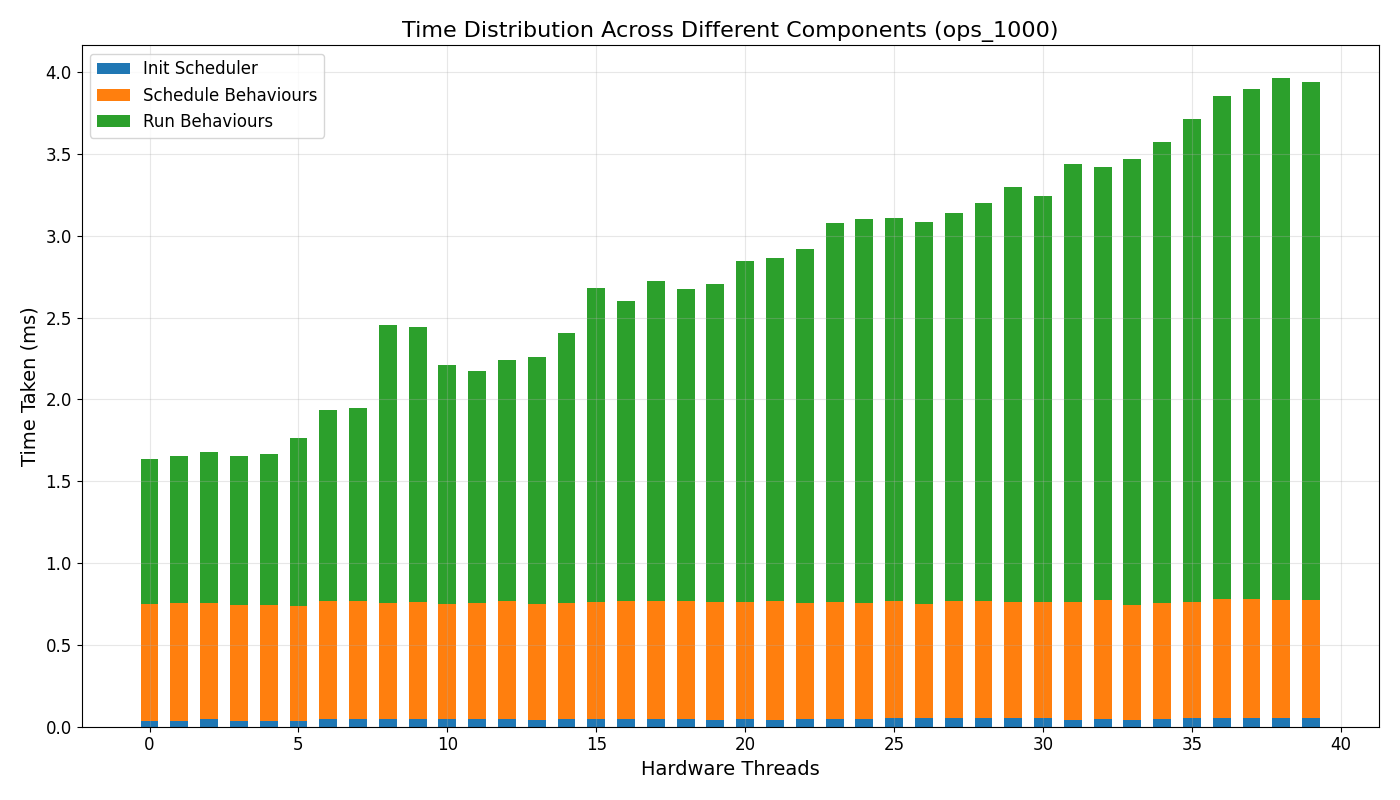 Time Distribution Across Different Components (ops_1000)
Init Scheduler
Schedule Behaviours
Run Behaviours
4.0
3.5
3.0
2.5
2.0
1.5
1.0
0.5
0.0
Time Taken (ms)
0 5 10 15 20 25 30 35 40
Hardware Threads